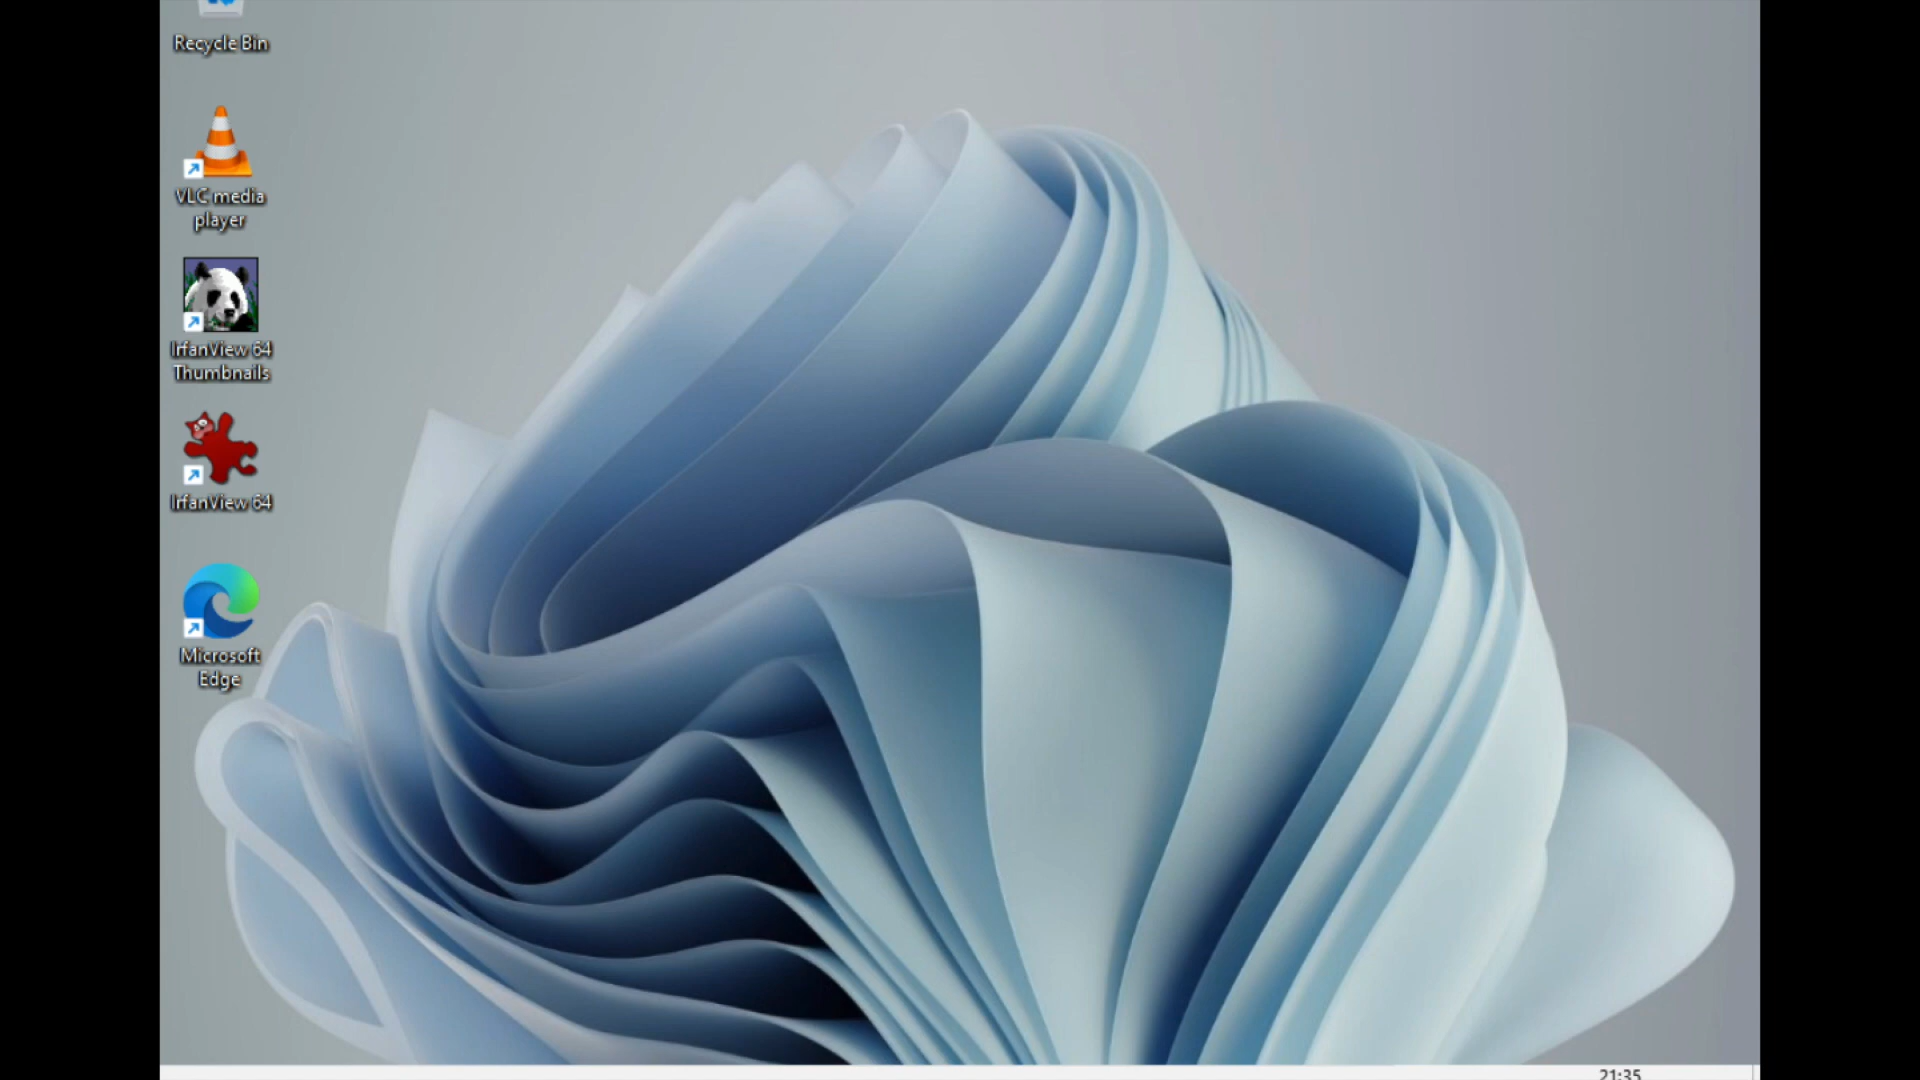 Recycle Bin
VLC media
player
IrfanView 64
Thumbnails
IrfanView 64
Microsoft
Edge
21:35